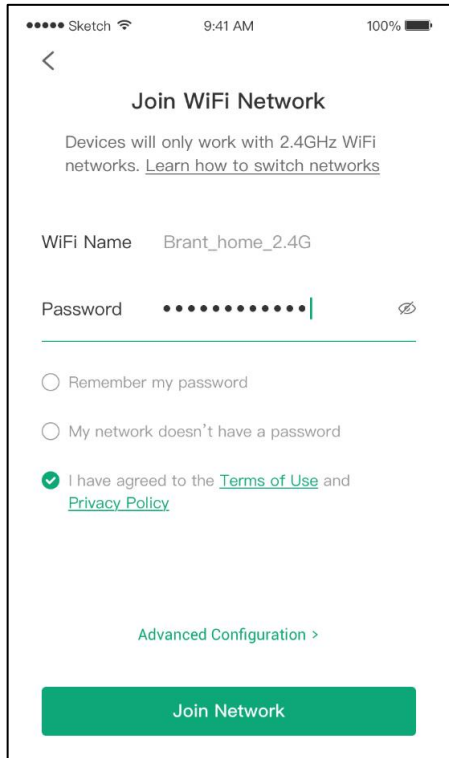 Sketch 9:41 AM 100%
Join WiFi Network
Devices will only work with 2.4GHz WiFi
networks. Learn how to switch networks
WiFi Name Brant_home_2.4G
Password ••••••••••••
Remember my password
My network doesn't have a password
I have agreed to the Terms of Use and
Privacy Policy
Advanced Configuration >
Join Network